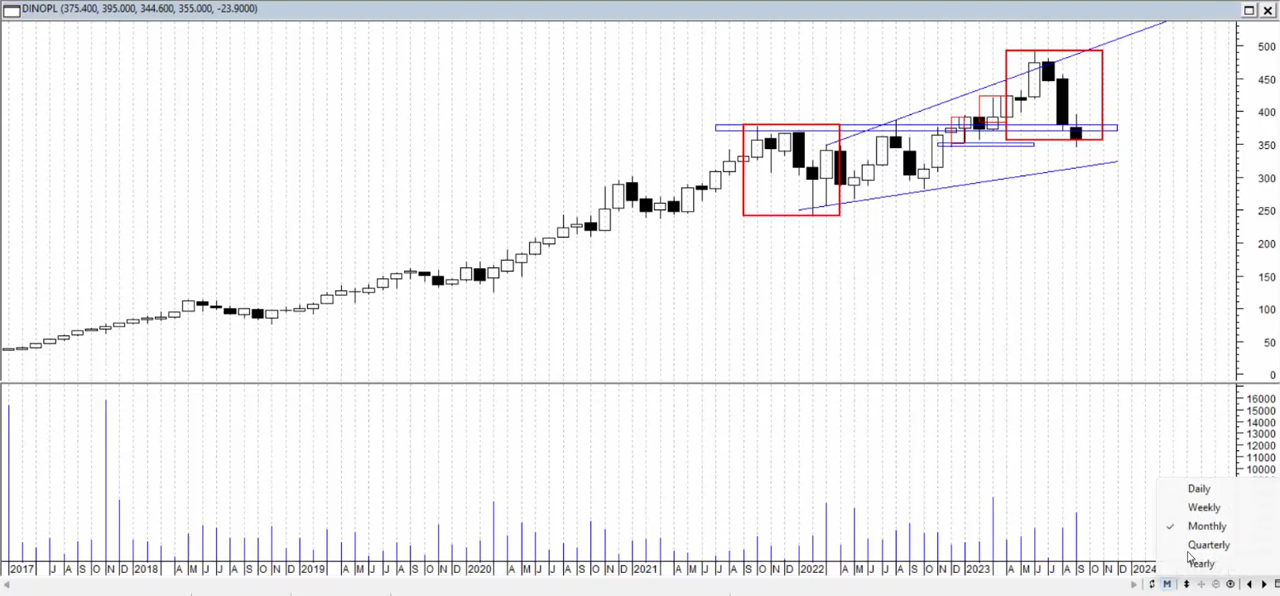 DINOPL (375.400, 395.000, 344.600, 355.000, -23.9000)
500
450
400
350
300
250
200
150
100
50
0
16000
15000
14000
13000
12000
11000
10000
Daily
Weekly
Monthly
Quarterly
Yearly
2017 J A S O N D 2018 A M J J A S O N D 2019 M A M J J A S O N D 2020 A M J J A S O N D 2021 M A M J J A S O N D 2022 A M J J A S O N D 2023 A M J J A S O N D 2024
M